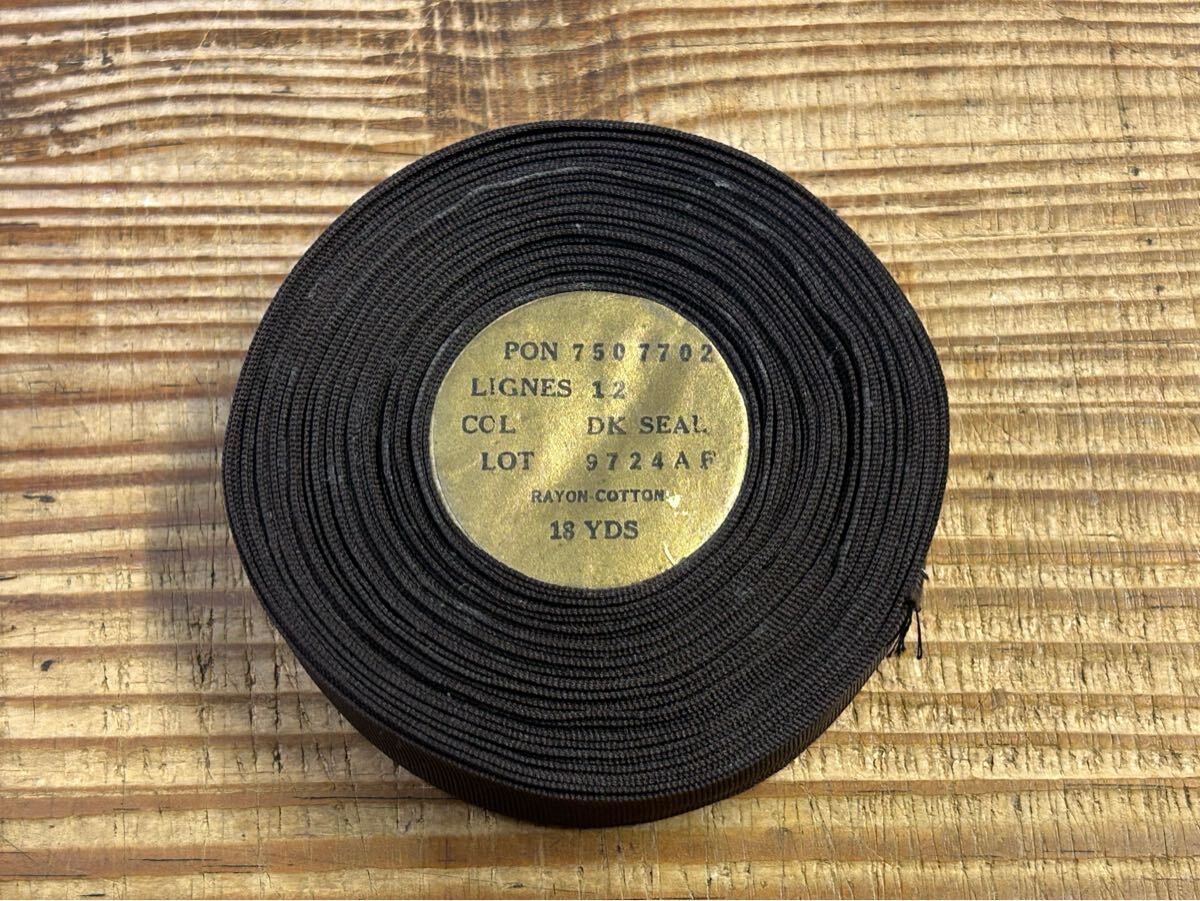 PON 7507702
LIGNES 12
COL DK SEAL
LOT 9724AF
RAYON-COTTON
18 YDS